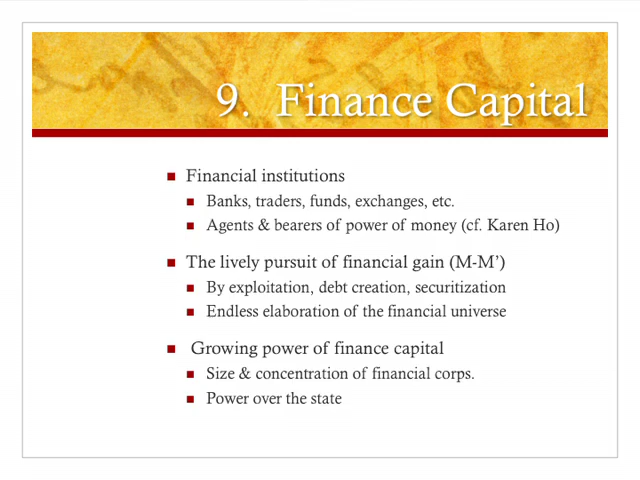 9. Finance Capital
Financial institutions
Banks, traders, funds, exchanges, etc.
Agents & bearers of power of money (cf. Karen Ho)
The lively pursuit of financial gain (M-M’)
By exploitation, debt creation, securitization
Endless elaboration of the financial universe
Growing power of finance capital
Size & concentration of financial corps.
Power over the state